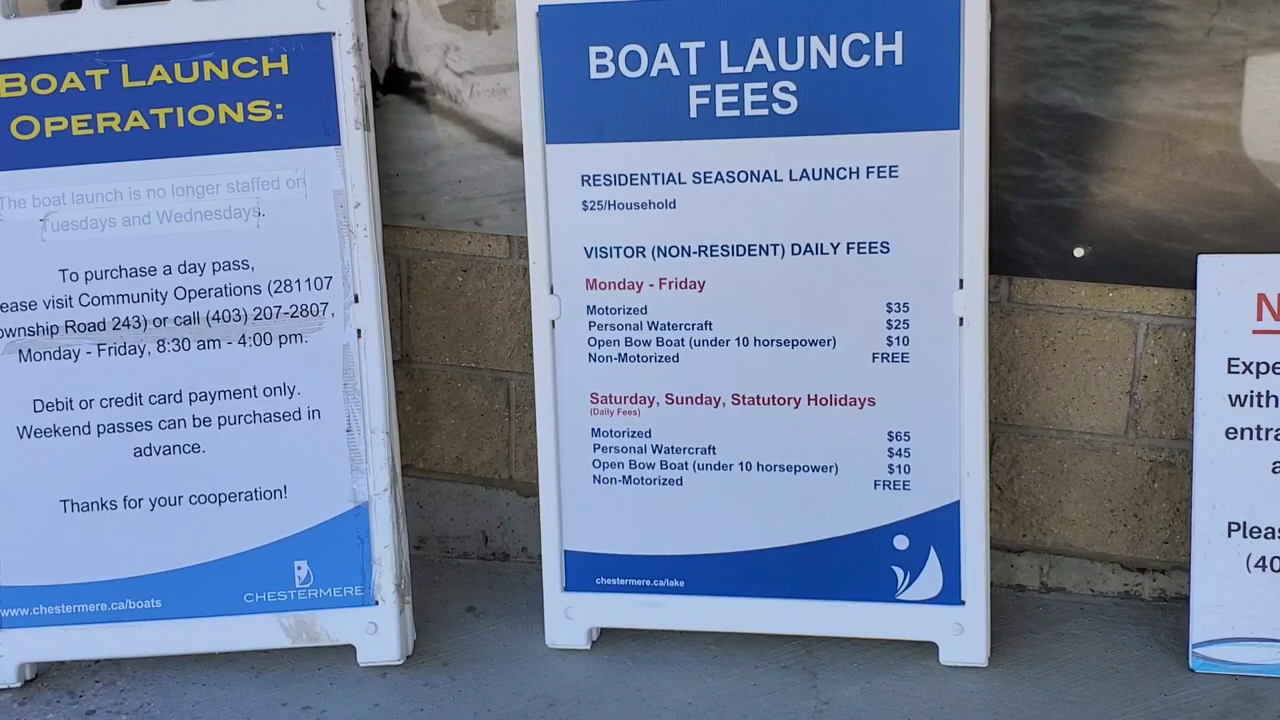 BOAT LAUNCH
OPERATIONS:
The boat launch is no longer staffed on
Tuesdays and Wednesdays.
To purchase a day pass,
visit Community Operations (281107
Road 243) or call (403) 207-2807,
Monday - Friday, 8:30 am - 4:00 pm.
Debit or credit card payment only.
Weekend passes can be purchased in
advance.
Thanks for your cooperation!
www.chestermere.ca/boats
CHESTERMERE
BOAT LAUNCH
FEES
RESIDENTIAL SEASONAL LAUNCH FEE
$25/Household
VISITOR (NON-RESIDENT) DAILY FEES
Monday - Friday
Motorized $35
Personal Watercraft $25
Open Bow Boat (under 10 horsepower) $10
Non-Motorized FREE
Saturday, Sunday, Statutory Holidays
(Daily Fees)
Motorized $65
Personal Watercraft $45
Open Bow Boat (under 10 horsepower) $10
Non-Motorized FREE
chestermere.ca/lake
N
Expe
with
entra
a
Pleas
(40